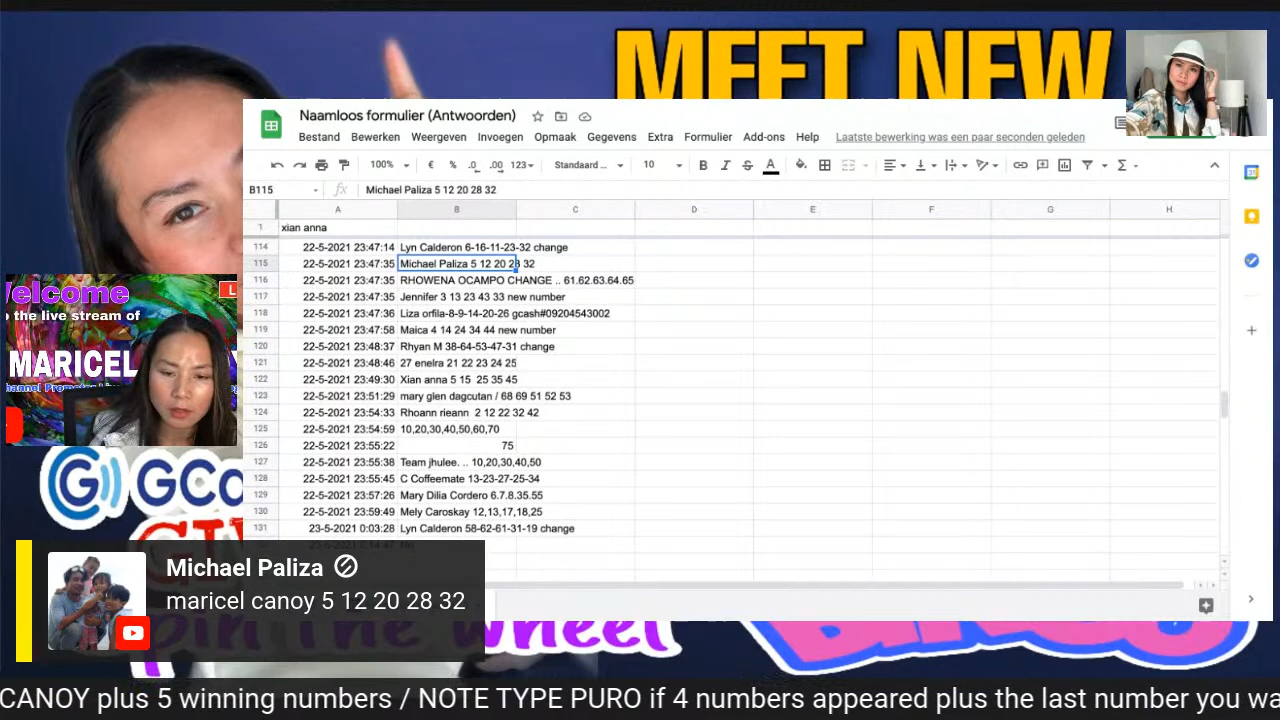 MEET NEW
Naamloos formulier (Antwoorden)
Bestand Bewerken Weergeven Invoegen Opmaak Gegevens Extra Formulier Add-ons Help Laatste bewerking was een paar seconden geleden
100% € % .0 .00 123 Standaard ... 10 B I S A
B115 fx Michael Paliza 5 12 20 28 32
A B C D E F G H
1 xian anna
114 22-5-2021 23:47:14 Lyn Calderon 6-16-11-23-32 change
115 22-5-2021 23:47:35 Michael Paliza 5 12 20 28 32
116 22-5-2021 23:47:35 RHOWENA OCAMPO CHANGE .. 61.62.63.64.65
117 22-5-2021 23:47:35 Jennifer 3 13 23 43 33 new number
118 22-5-2021 23:47:36 Liza orfila-8-9-14-20-26 gcash#09204543002
119 22-5-2021 23:47:58 Maica 4 14 24 34 44 new number
120 22-5-2021 23:48:37 Rhyan M 38-64-53-47-31 change
121 22-5-2021 23:48:46 27 enelra 21 22 23 24 25
122 22-5-2021 23:49:30 Xian anna 5 15 25 35 45
123 22-5-2021 23:51:29 mary glen dagcutan / 68 69 51 52 53
124 22-5-2021 23:54:33 Rhoann rieann 2 12 22 32 42
125 22-5-2021 23:54:59 10,20,30,40,50,60,70
126 22-5-2021 23:55:22 75
127 22-5-2021 23:55:38 Team jhulee. .. 10,20,30,40,50
128 22-5-2021 23:55:45 C Coffeemate 13-23-27-25-34
129 22-5-2021 23:57:26 Mary Dilia Cordero 6.7.8.35.55
130 22-5-2021 23:59:49 Mely Caroskay 12,13,17,18,25
131 23-5-2021 0:03:28 Lyn Calderon 58-62-61-31-19 change
Welcome
o the live stream of
MARICEL
L
GCa
Michael Paliza
maricel canoy 5 12 20 28 32
pin The Wheel
BINGO
CANOY plus 5 winning numbers / NOTE TYPE PURO if 4 numbers appeared plus the last number you wa